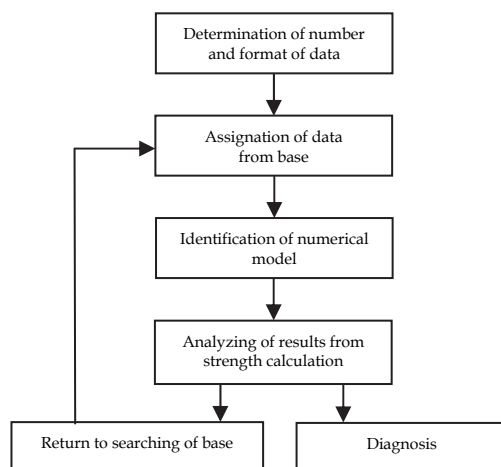 Determination of number
and format of data
Assignation of data
from base
Identification of numerical
model
Analyzing of results from
strength calculation
Return to searching of base
Diagnosis